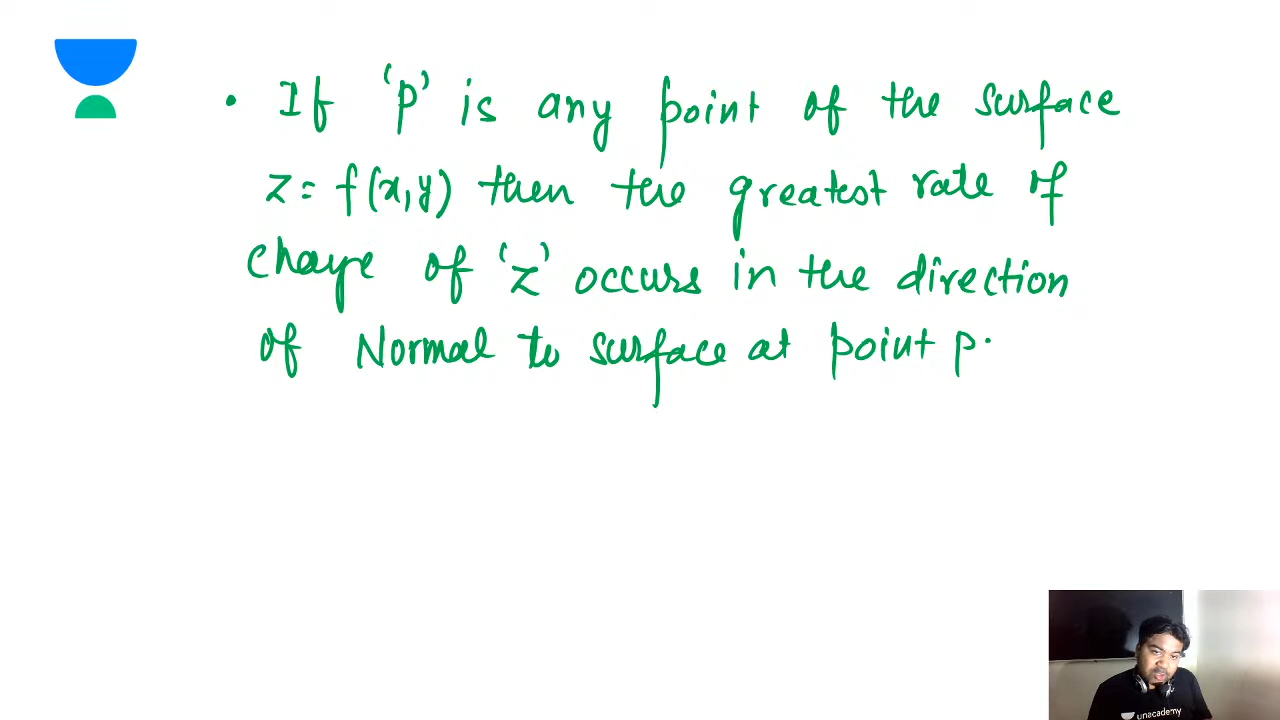 • If 'P' is any point of the surface
z = f(x,y) then the greatest rate of
change of 'z' occurs in the direction
of Normal to surface at point P.
unacademy